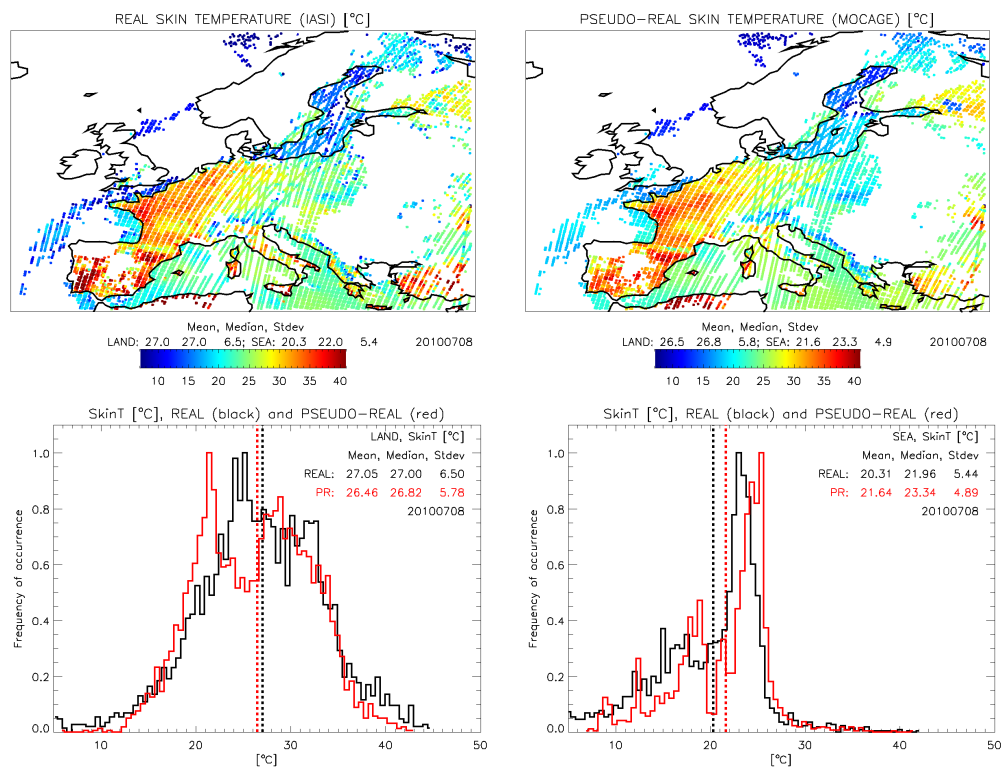 REAL SKIN TEMPERATURE (IASI) [°C]
PSEUDO-REAL SKIN TEMPERATURE (MOCAGE) [°C]
Mean, Median, Stdev
LAND: 27.0 27.0 6.5; SEA: 20.3 22.0 5.4 20100708
10 15 20 25 30 35 40
Mean, Median, Stdev
LAND: 26.5 26.8 5.8; SEA: 21.6 23.3 4.9 20100708
10 15 20 25 30 35 40
SkinT [°C], REAL (black) and PSEUDO-REAL (red)
LAND, SkinT [°C]
Mean, Median, Stdev
REAL: 27.05 27.00 6.50
PR: 26.46 26.82 5.78
20100708
Frequency of occurrence
1.0
0.8
0.6
0.4
0.2
0.0
10 20 30 40 50
[°C]
SkinT [°C], REAL (black) and PSEUDO-REAL (red)
SEA, SkinT [°C]
Mean, Median, Stdev
REAL: 20.31 21.96 5.44
PR: 21.64 23.34 4.89
20100708
Frequency of occurrence
1.0
0.8
0.6
0.4
0.2
0.0
10 20 30 40 50
[°C]